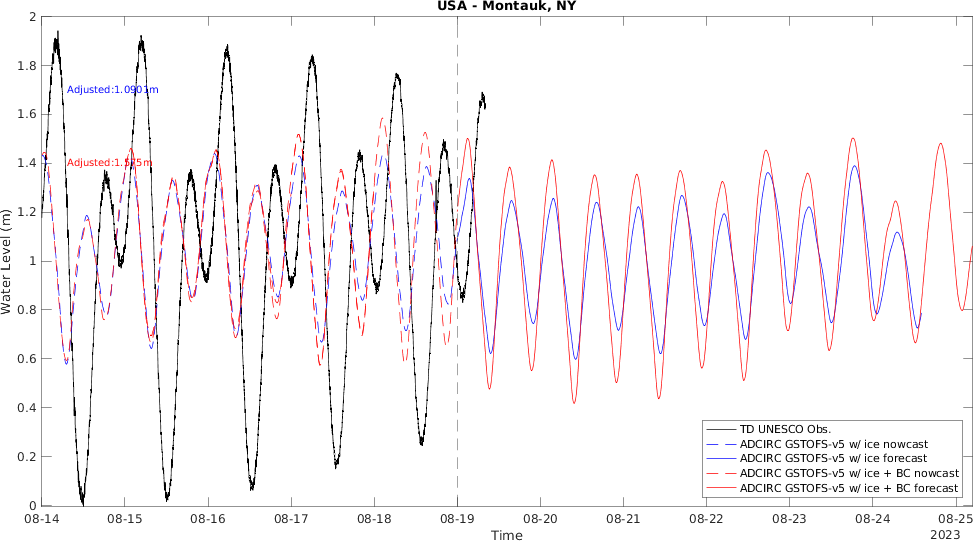 USA - Montauk, NY
2
1.8
1.6
1.4
1.2
1
0.8
0.6
0.4
0.2
0
Water Level (m)
Adjusted:1.0901m
Adjusted:1.575m
TD UNESCO Obs.
ADCIRC GSTOFS-v5 w/ ice nowcast
ADCIRC GSTOFS-v5 w/ ice forecast
ADCIRC GSTOFS-v5 w/ ice + BC nowcast
ADCIRC GSTOFS-v5 w/ ice + BC forecast
08-14 08-15 08-16 08-17 08-18 08-19 08-20 08-21 08-22 08-23 08-24 08-25
2023
Time